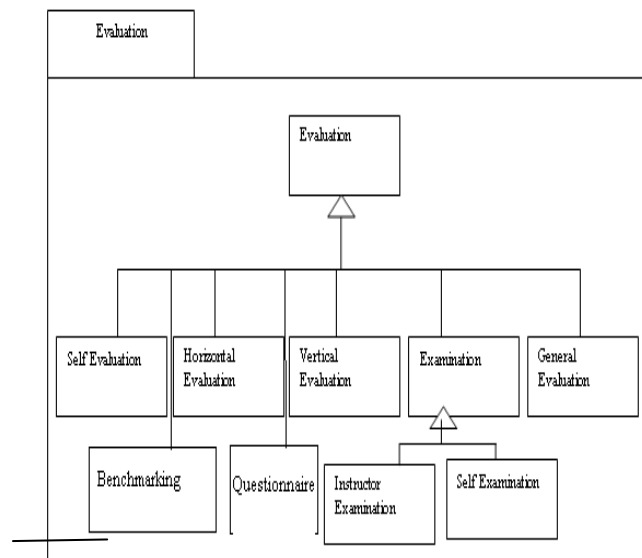 Evaluation
Evaluation
Self Evaluation
Horizontal
Evaluation
Vertical
Evaluation
Examination
General
Evaluation
Benchmarking
Questionnaire
Instructor
Examination
Self Examination